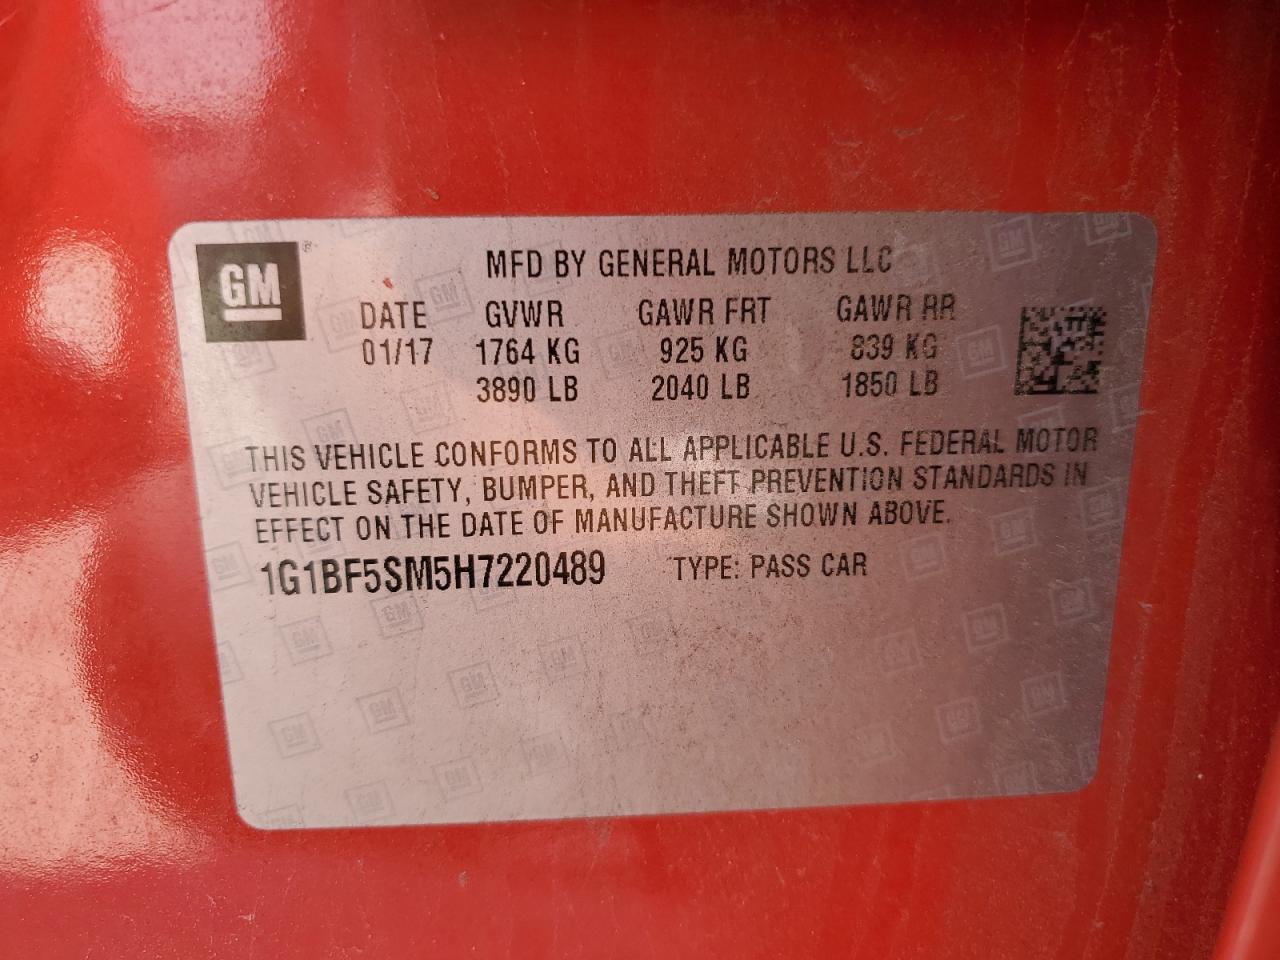 GM ®
MFD BY GENERAL MOTORS LLC
DATE GVWR GAWR FRT GAWR RR
01/17 1764 KG 925 KG 839 KG
3890 LB 2040 LB 1850 LB
THIS VEHICLE CONFORMS TO ALL APPLICABLE U.S. FEDERAL MOTOR
VEHICLE SAFETY, BUMPER, AND THEFT PREVENTION STANDARDS IN
EFFECT ON THE DATE OF MANUFACTURE SHOWN ABOVE.
1G1BF5SM5H7220489 TYPE: PASS CAR